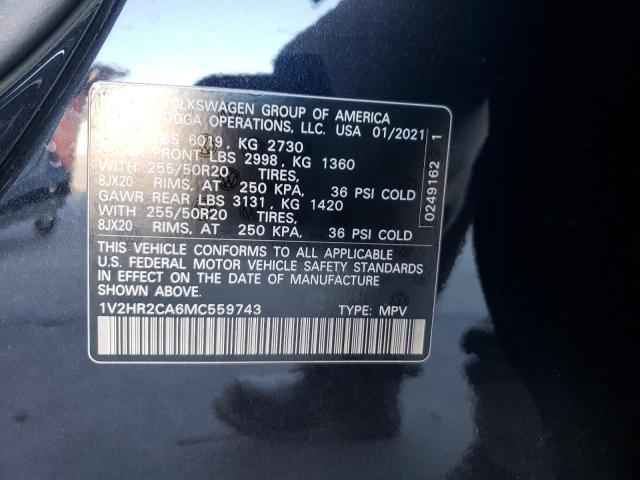 VOLKSWAGEN GROUP OF AMERICA
OPERATIONS, LLC. USA 01/2021
6019, KG 2730
FRONT LBS 2998, KG 1360
WITH 255/50R20 TIRES,
8JX20 RIMS, AT 250 KPA, 36 PSI COLD
GAWR REAR LBS 3131, KG 1420
WITH 255/50R20 TIRES,
8JX20 RIMS, AT 250 KPA, 36 PSI COLD
THIS VEHICLE CONFORMS TO ALL APPLICABLE
U.S. FEDERAL MOTOR VEHICLE SAFETY STANDARDS
IN EFFECT ON THE DATE OF MANUFACTURE
SHOWN ABOVE.
1V2HR2CA6MC559743 TYPE: MPV
0249162 1